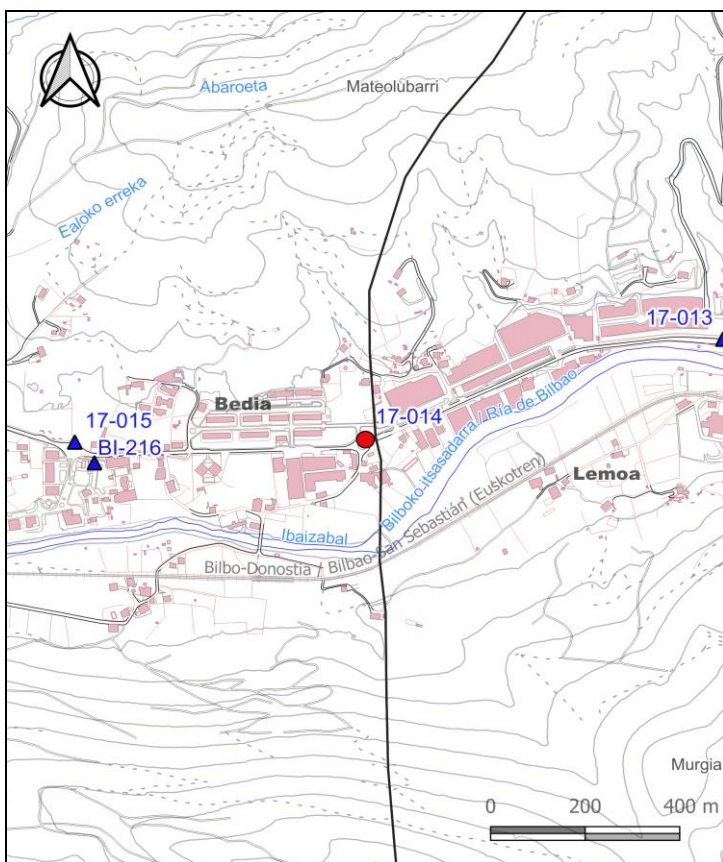 Abaroeta
Mateolubarri
Ealoko erreka
17-013
Bedia
17-014
17-015
BI-216
Bilboko itsasadarra / Ría de Bilbao
Lemoa
Ibaizabal
Bilbo-Donostia / Bilbao-San Sebastián (Euskotren)
Murgia
0 200 400 m